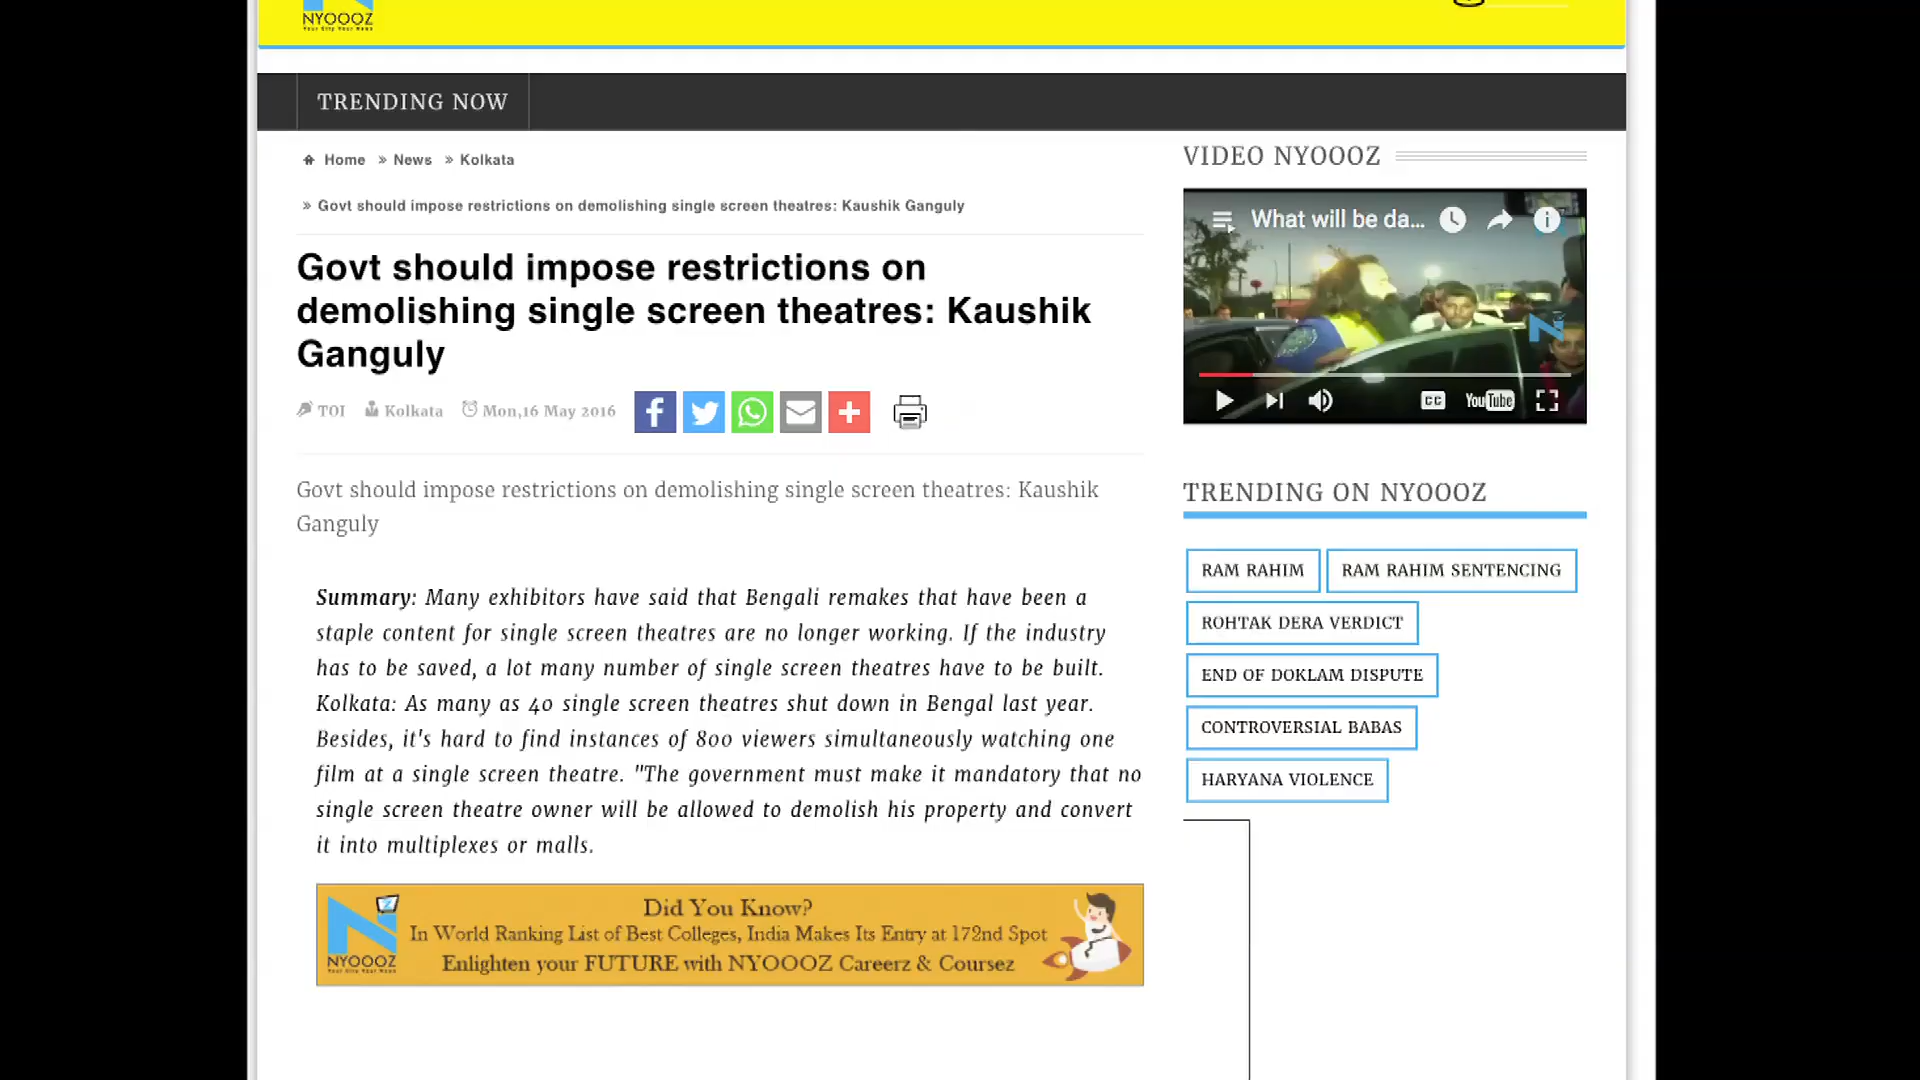 NYOOOZ
Your City Your News
TRENDING NOW
Home » News » Kolkata
» Govt should impose restrictions on demolishing single screen theatres: Kaushik Ganguly
Govt should impose restrictions on
demolishing single screen theatres: Kaushik
Ganguly
TOI Kolkata Mon,16 May 2016
Govt should impose restrictions on demolishing single screen theatres: Kaushik
Ganguly
Summary: Many exhibitors have said that Bengali remakes that have been a
staple content for single screen theatres are no longer working. If the industry
has to be saved, a lot many number of single screen theatres have to be built.
Kolkata: As many as 40 single screen theatres shut down in Bengal last year.
Besides, it's hard to find instances of 800 viewers simultaneously watching one
film at a single screen theatre. "The government must make it mandatory that no
single screen theatre owner will be allowed to demolish his property and convert
it into multiplexes or malls.
Did You Know?
In World Ranking List of Best Colleges, India Makes Its Entry at 172nd Spot
Enlighten your FUTURE with NYOOOZ Careerz & Coursez
NYOOOZ
Your City Your News
VIDEO NYOOOZ
What will be da...
CC YouTube
TRENDING ON NYOOOZ
RAM RAHIM
RAM RAHIM SENTENCING
ROHTAK DERA VERDICT
END OF DOKLAM DISPUTE
CONTROVERSIAL BABAS
HARYANA VIOLENCE